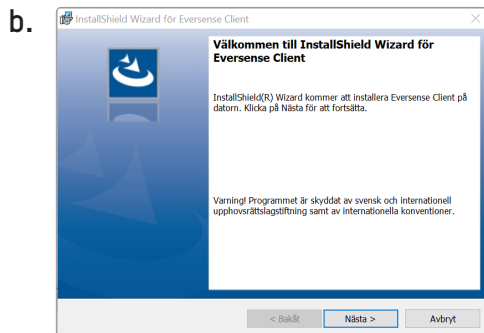 b.
InstallShield Wizard för Eversense Client
Välkommen till InstallShield Wizard för
Eversense Client
InstallShield(R) Wizard kommer att installera Eversense Client på
datorn. Klicka på Nästa för att fortsätta.
Varning! Programmet är skyddat av svensk och internationell
upphovsrättslagstiftning samt av internationella konventioner.
< Bakåt
Nästa >
Avbryt